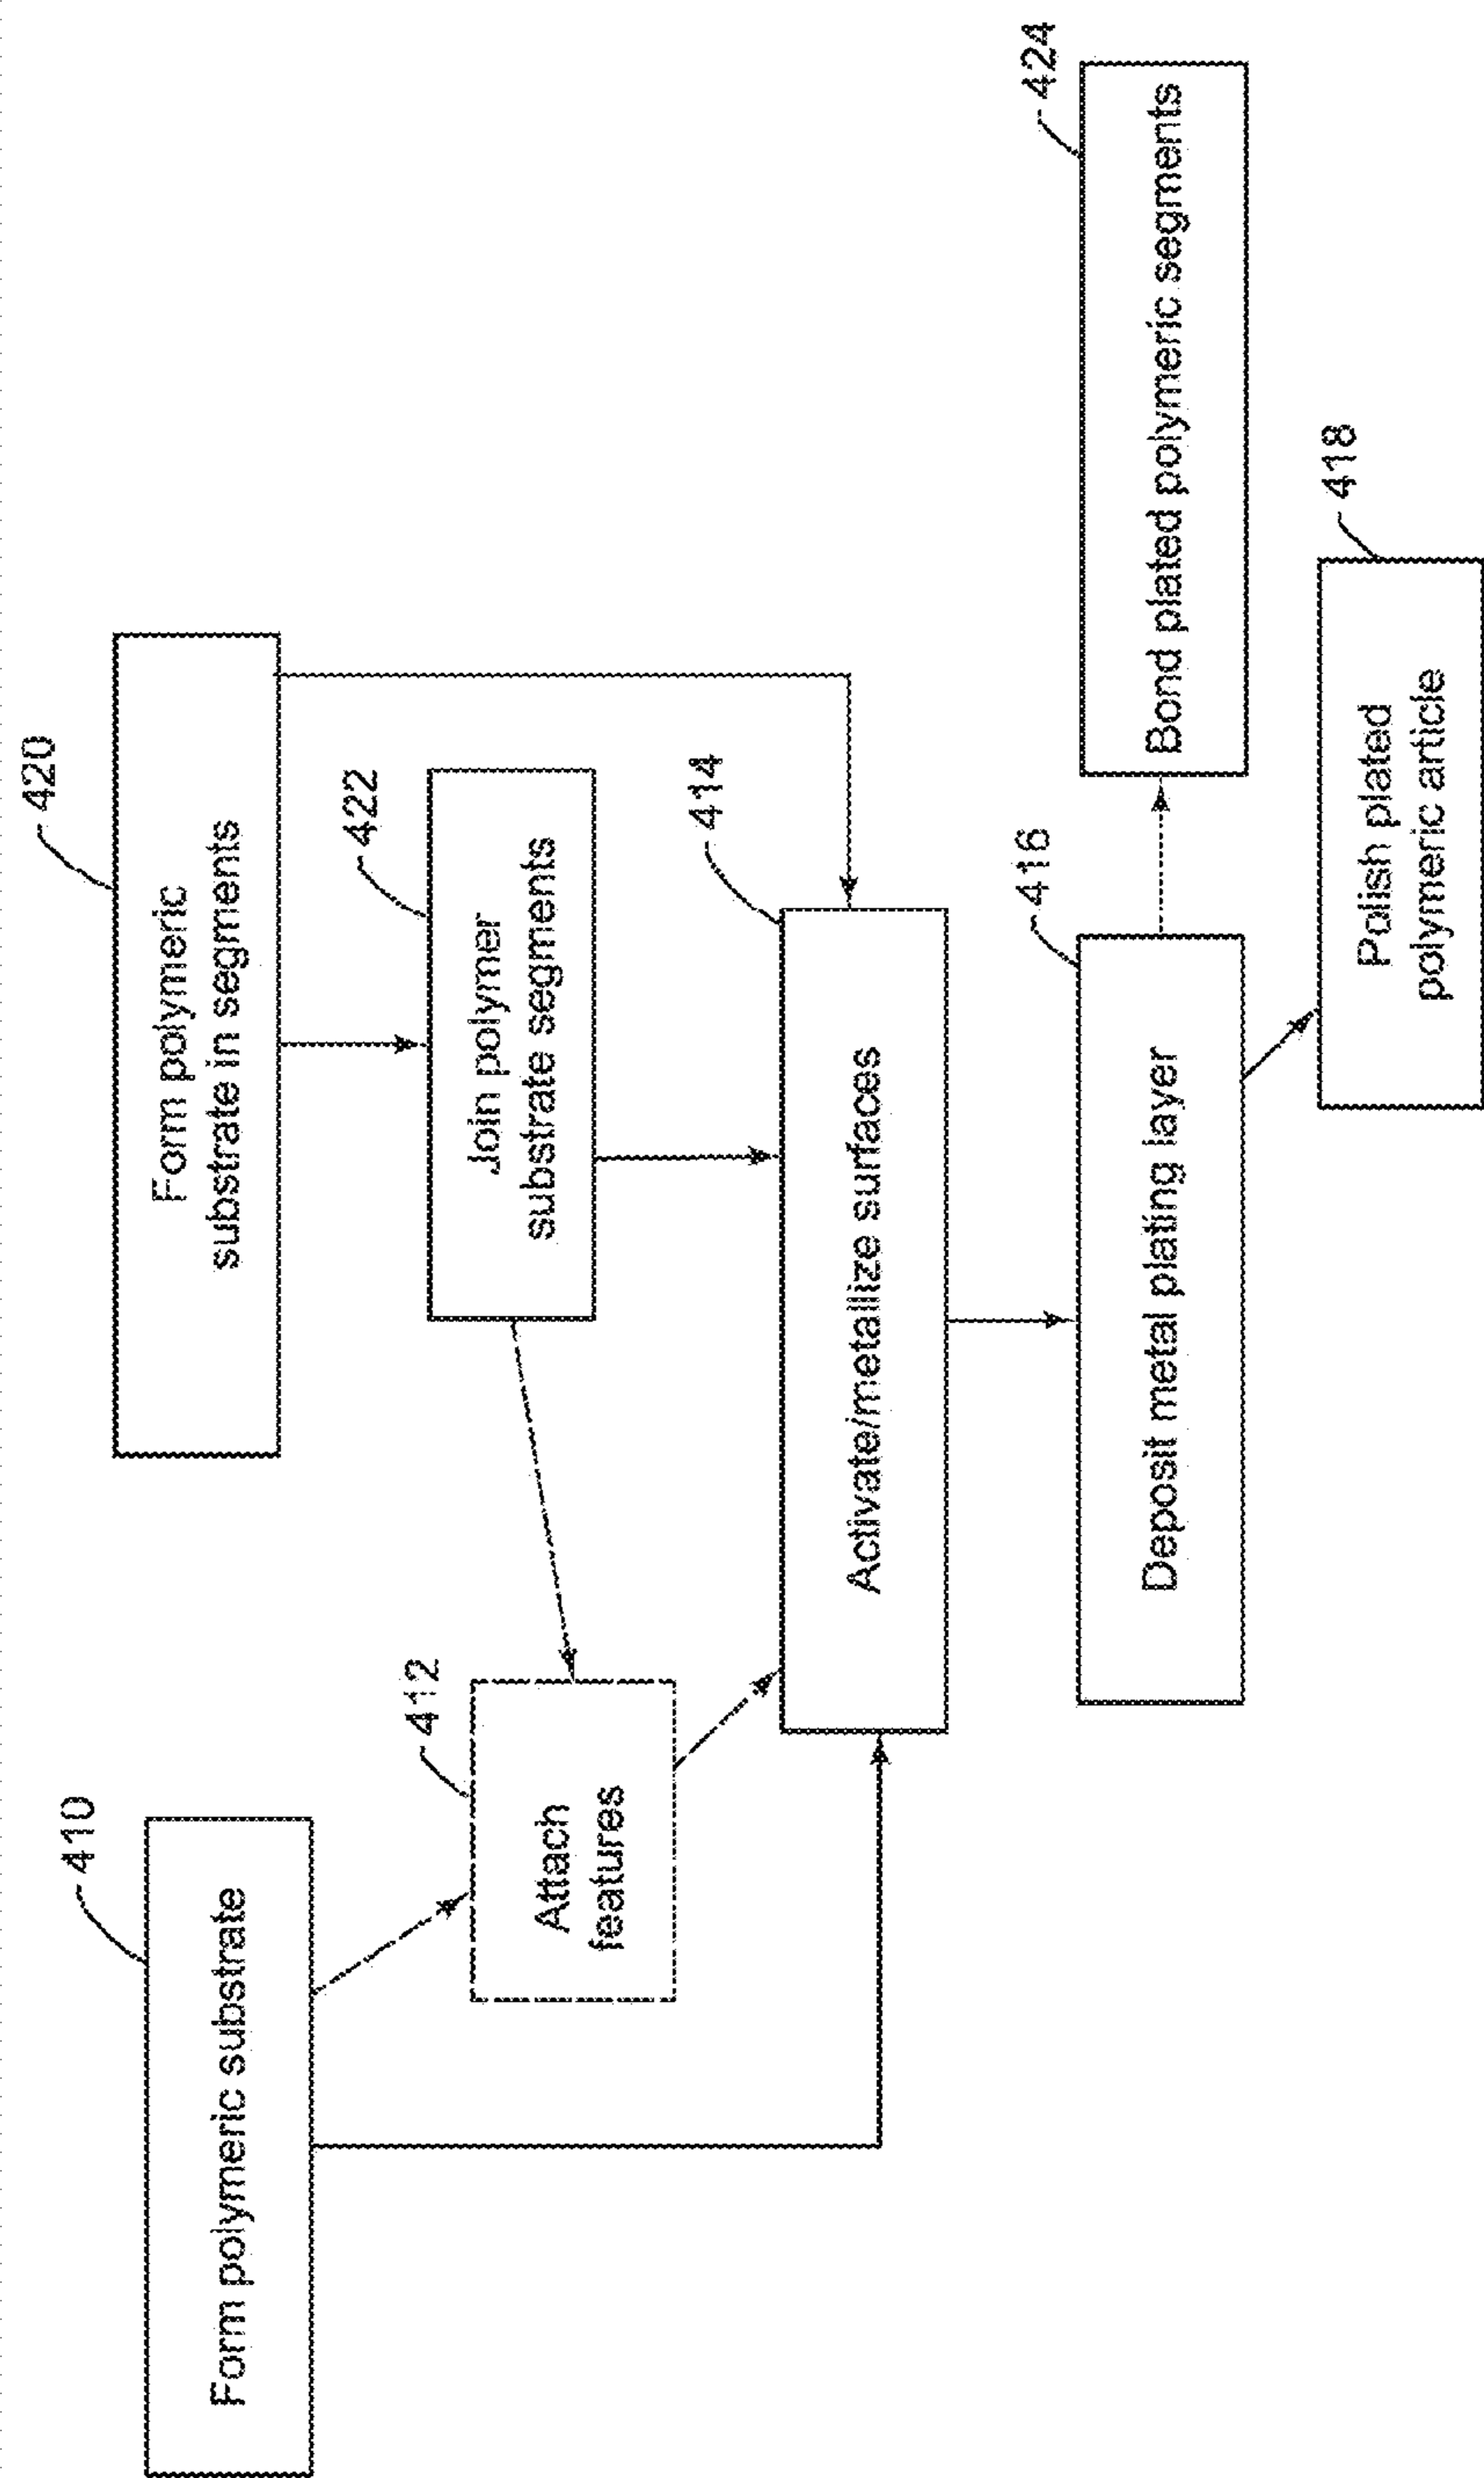 410
Form polymeric substrate
420
Form polymeric
substrate in segments
412
Attach
features
422
Join polymer
substrate segments
414
Activate/metallize surfaces
416
Deposit metal plating layer
424
Bond plated polymeric segments
418
Polish plated
polymeric article